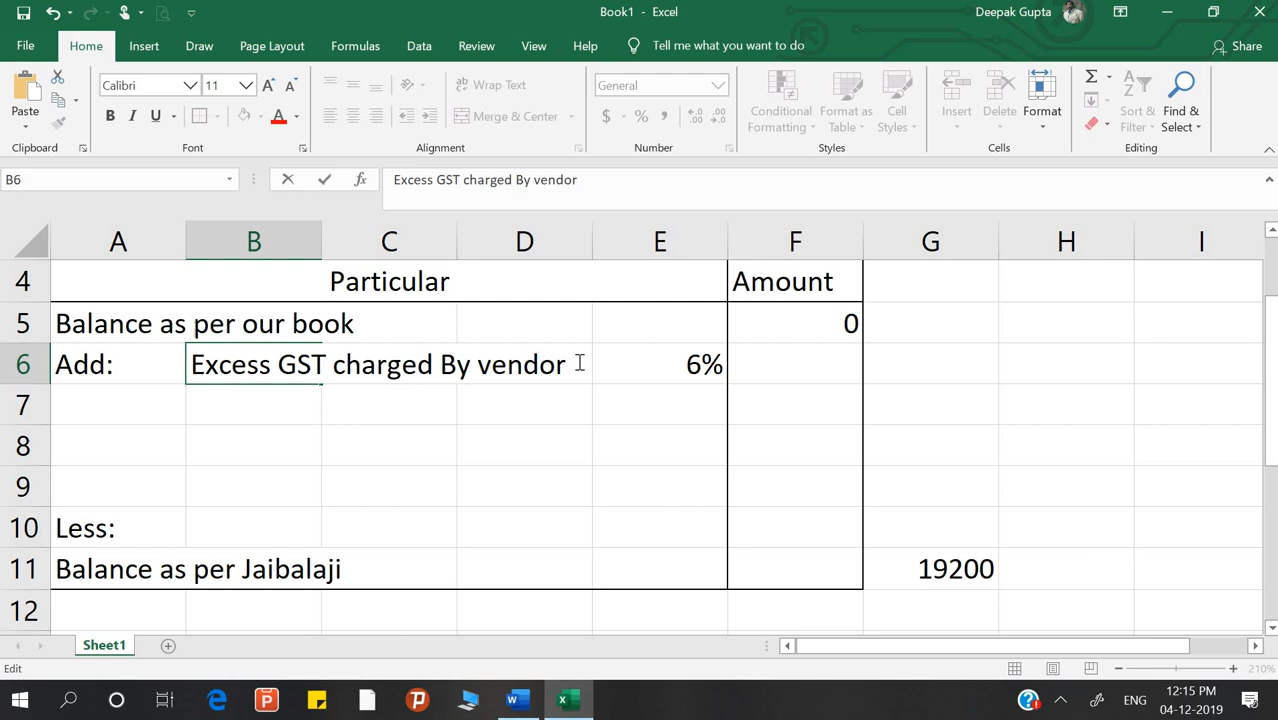 Book1 - Excel
Deepak Gupta
File Home Insert Draw Page Layout Formulas Data Review View Help Tell me what you want to do Share
Paste
Calibri 11
B I U A
Wrap Text
Merge & Center
General
$ % ,
Conditional Formatting
Format as Table
Cell Styles
Insert Delete Format
Sort & Filter
Find & Select
Clipboard Font Alignment Number Styles Cells Editing
B6 fx Excess GST charged By vendor
A B C D E F G H I
4 Particular Amount
5 Balance as per our book 0
6 Add: Excess GST charged By vendor 6%
7
8
9
10 Less:
11 Balance as per Jaibalaji 19200
12
Sheet1
Edit 210%
ENG 12:15 PM
04-12-2019